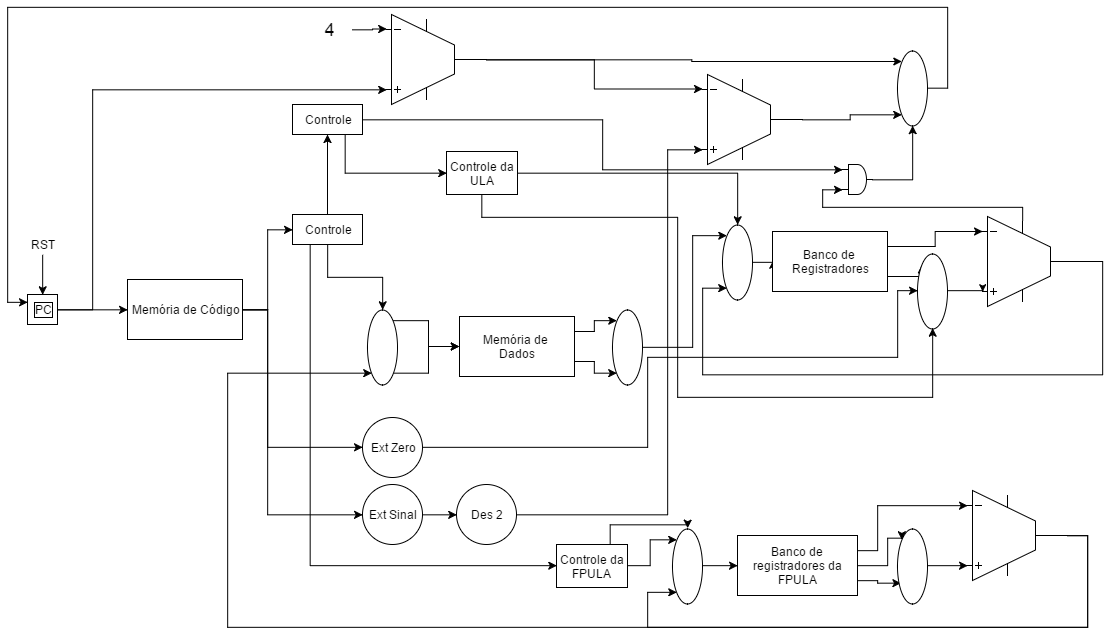 4
−
+
−
+
Controle
Controle da
ULA
Controle
RST
PC
Memória de Código
Banco de
Registradores
−
+
Memória de
Dados
Ext Zero
Ext Sinal
Des 2
Controle da
FPULA
Banco de
registradores da
FPULA
−
+